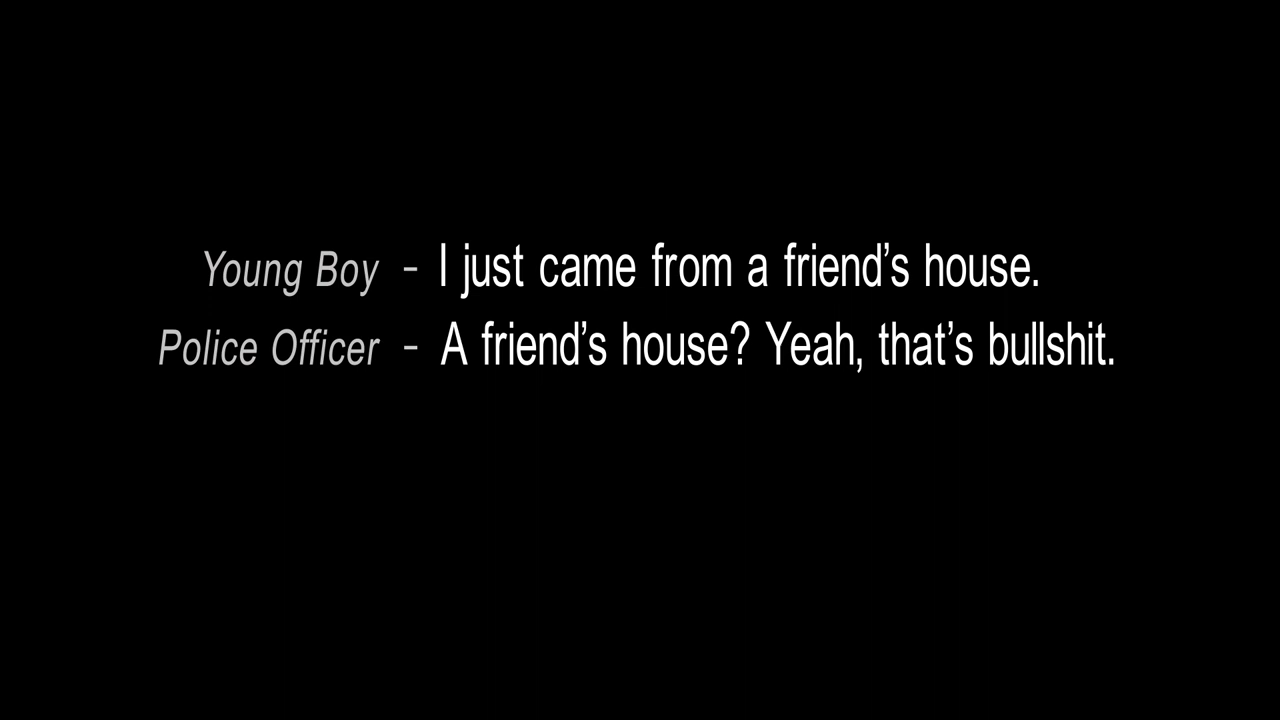 Young Boy - I just came from a friend’s house.
Police Officer - A friend’s house? Yeah, that’s bullshit.